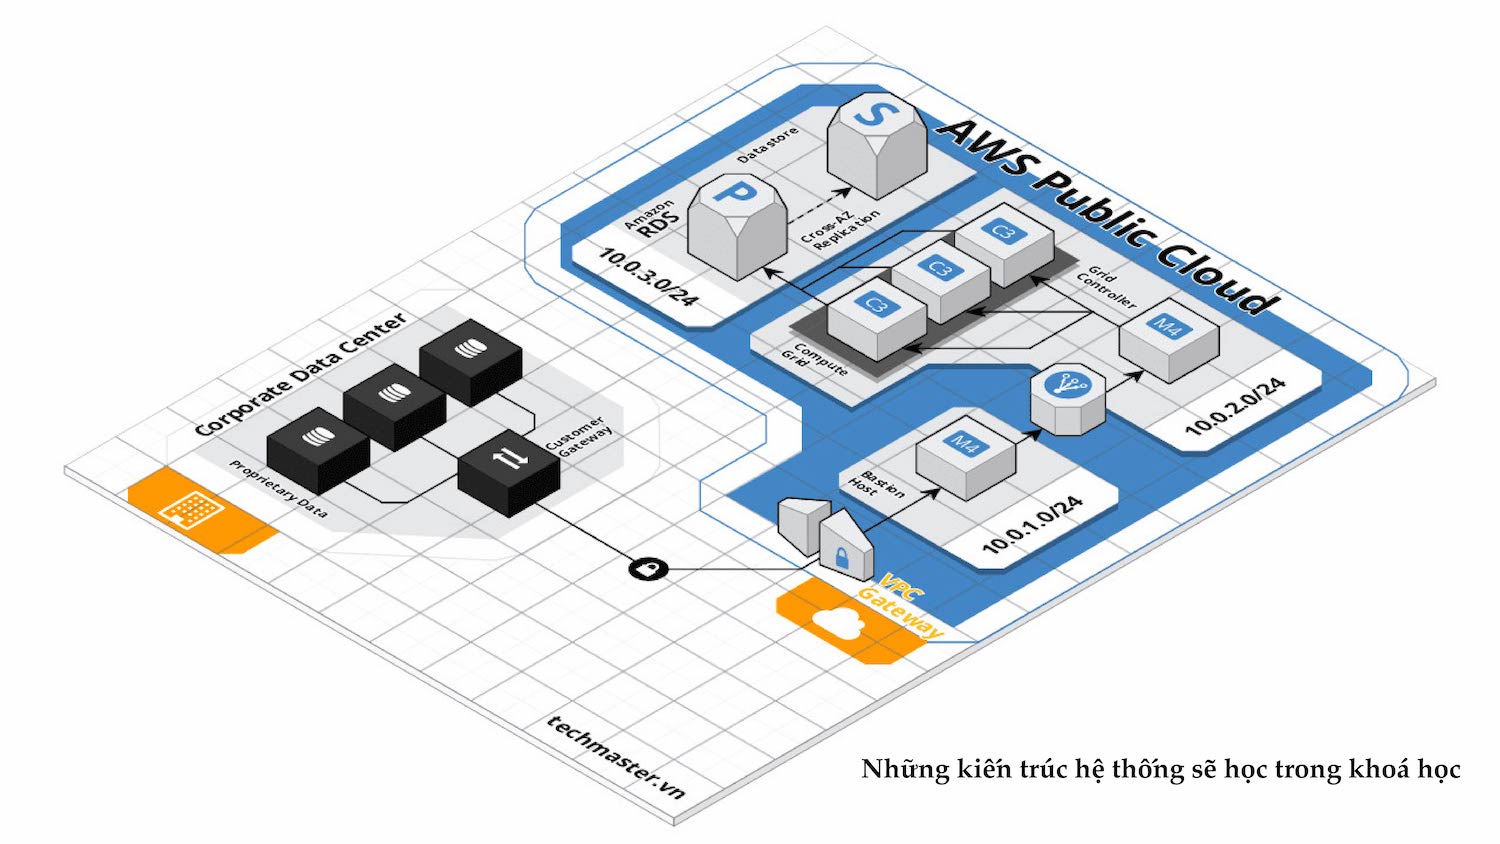 AWS Public Cloud
S
Datastore
P
Amazon
RDS
Cross-AZ
Replication
10.0.3.0/24
C3
C3
C3
Grid
Controller
M4
Compute
Grid
10.0.2.0/24
M4
Bastion
Host
10.0.1.0/24
VPC
Gateway
Corporate Data Center
Customer
Gateway
Proprietary Data
techmaster.vn
Những kiến trúc hệ thống sẽ học trong khoá học